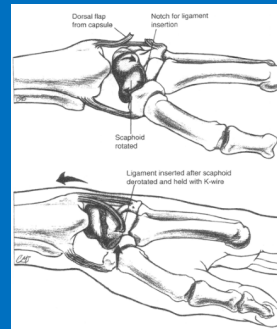 Dorsal flap
from capsule
Notch for ligament
insertion
Scaphoid
rotated
Ligament inserted after scaphoid
derotated and held with K-wire